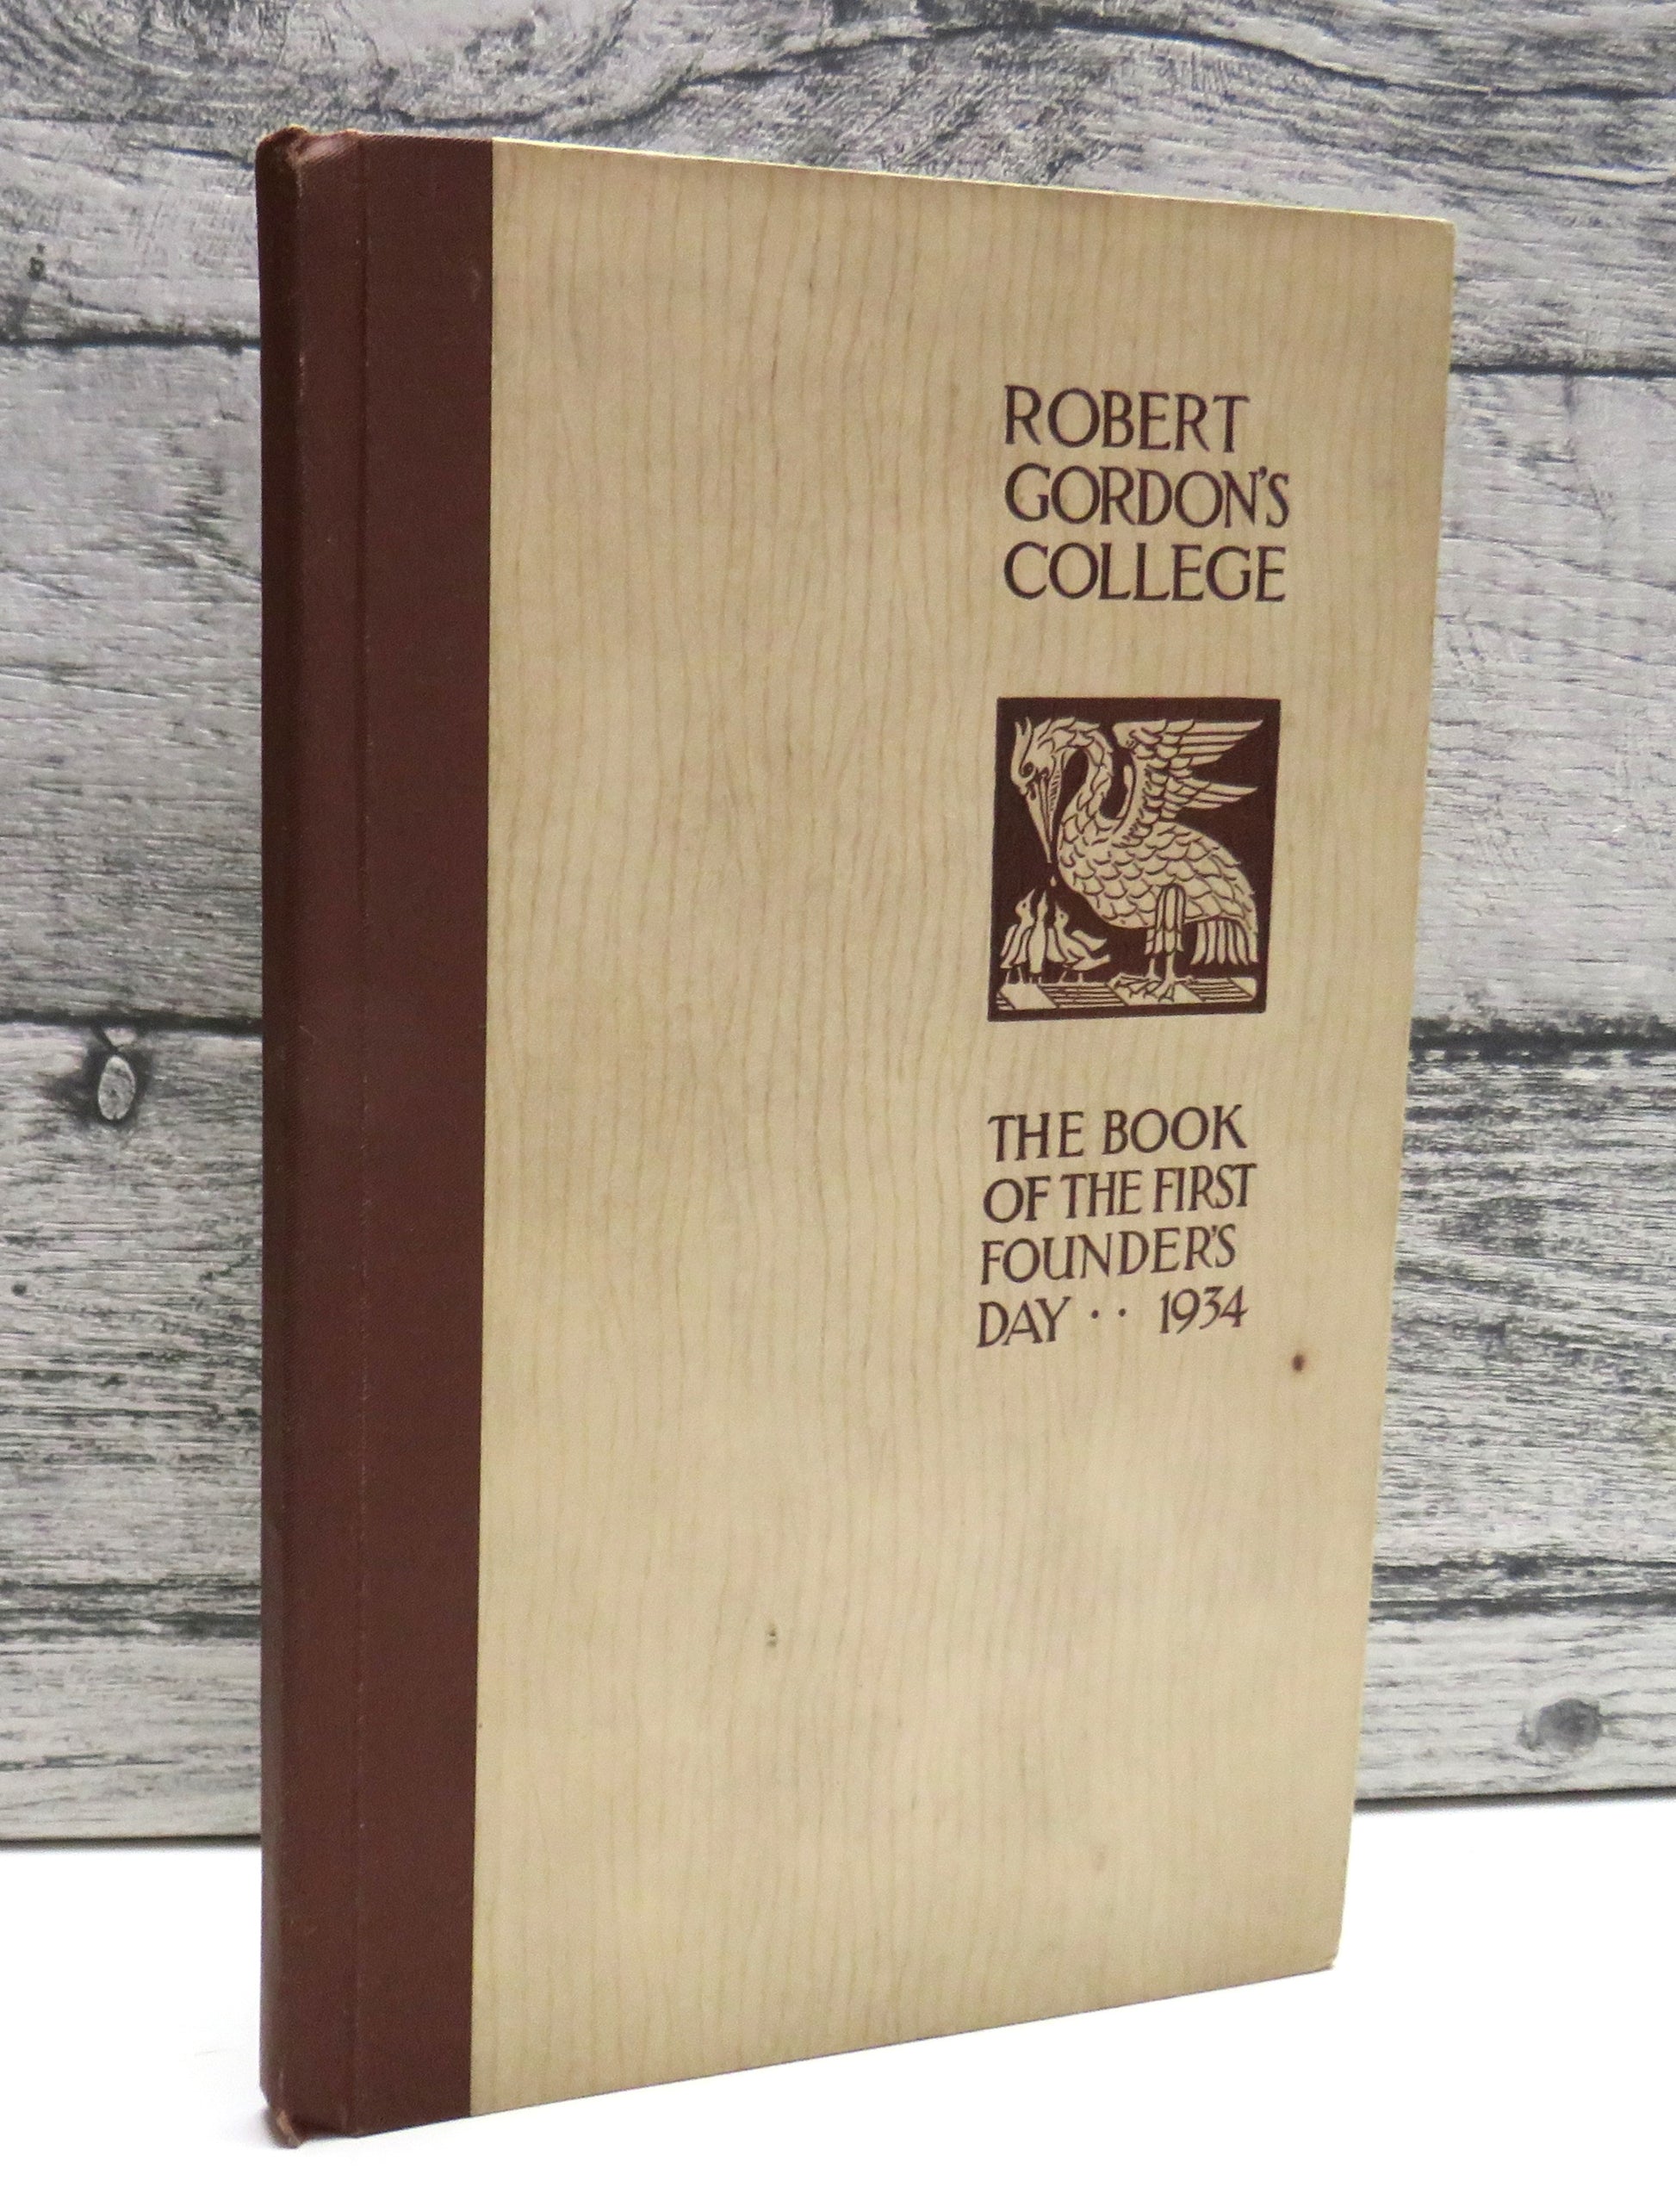 ROBERT
GORDON'S
COLLEGE
THE BOOK
OF THE FIRST
FOUNDER'S
DAY ·· 1934